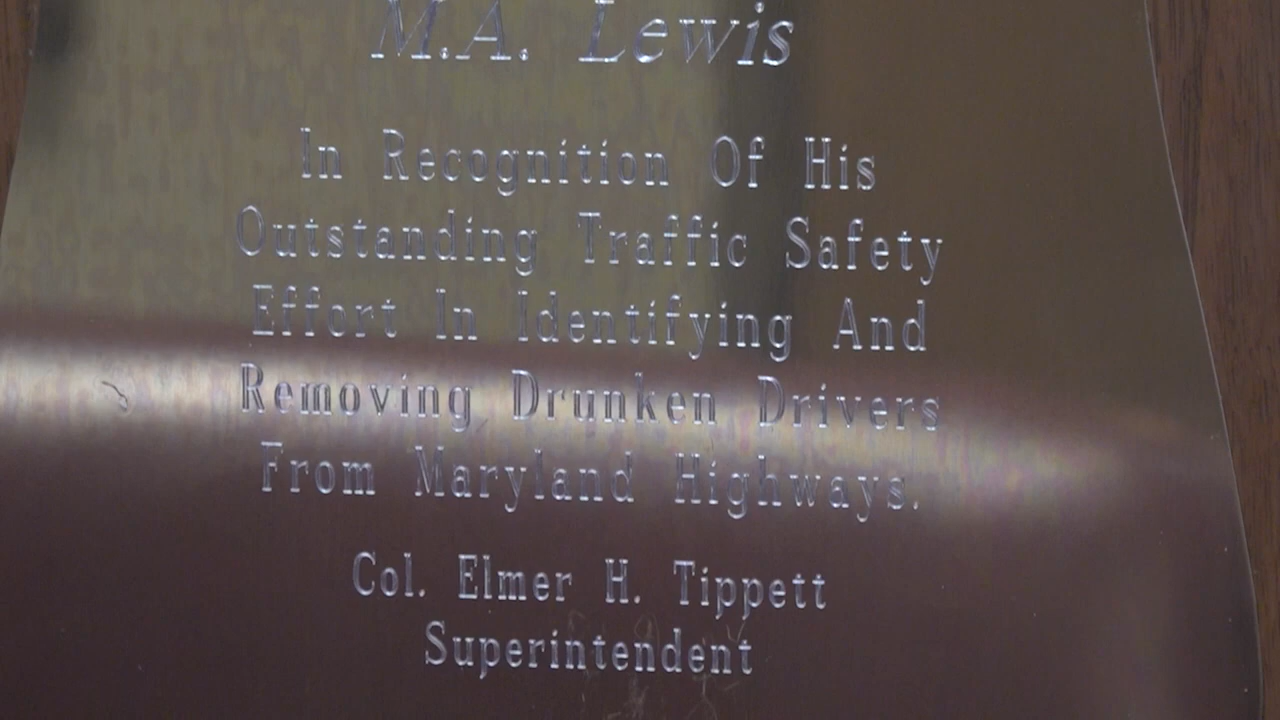 M.A. Lewis
In Recognition Of His
Outstanding Traffic Safety
Effort In Identifying And
Removing Drunken Drivers
From Maryland Highways.
Col. Elmer H. Tippett
Superintendent